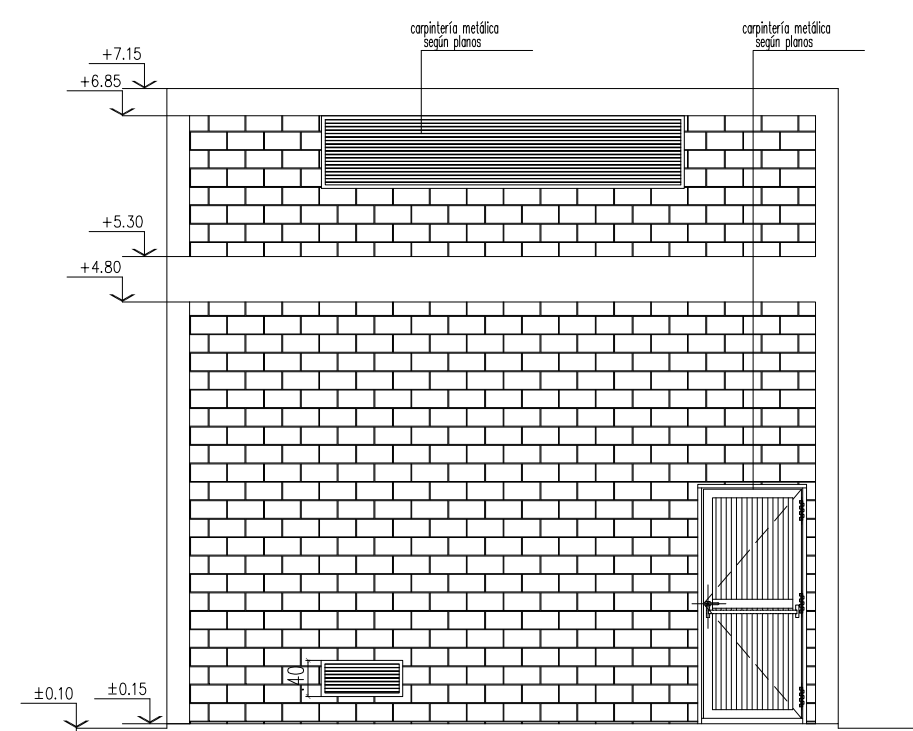 carpintería metálica
según planos
carpintería metálica
según planos
+7.15
+6.85
+5.30
+4.80
.40
±0.10
±0.15